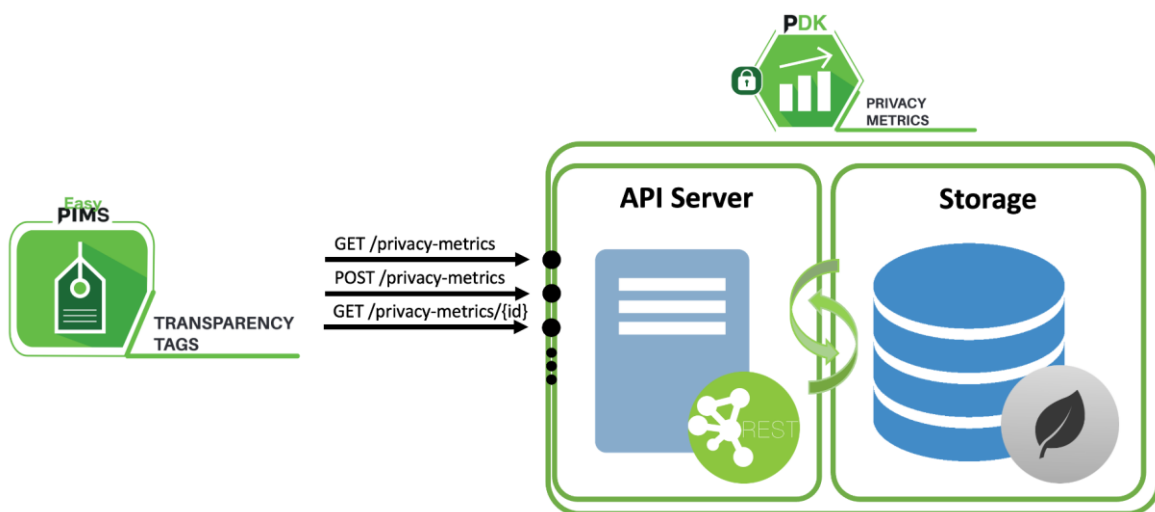 PDK
PRIVACY
METRICS
Easy
PIMS
TRANSPARENCY
TAGS
GET /privacy-metrics
POST /privacy-metrics
GET /privacy-metrics/{id}
API Server
REST
Storage